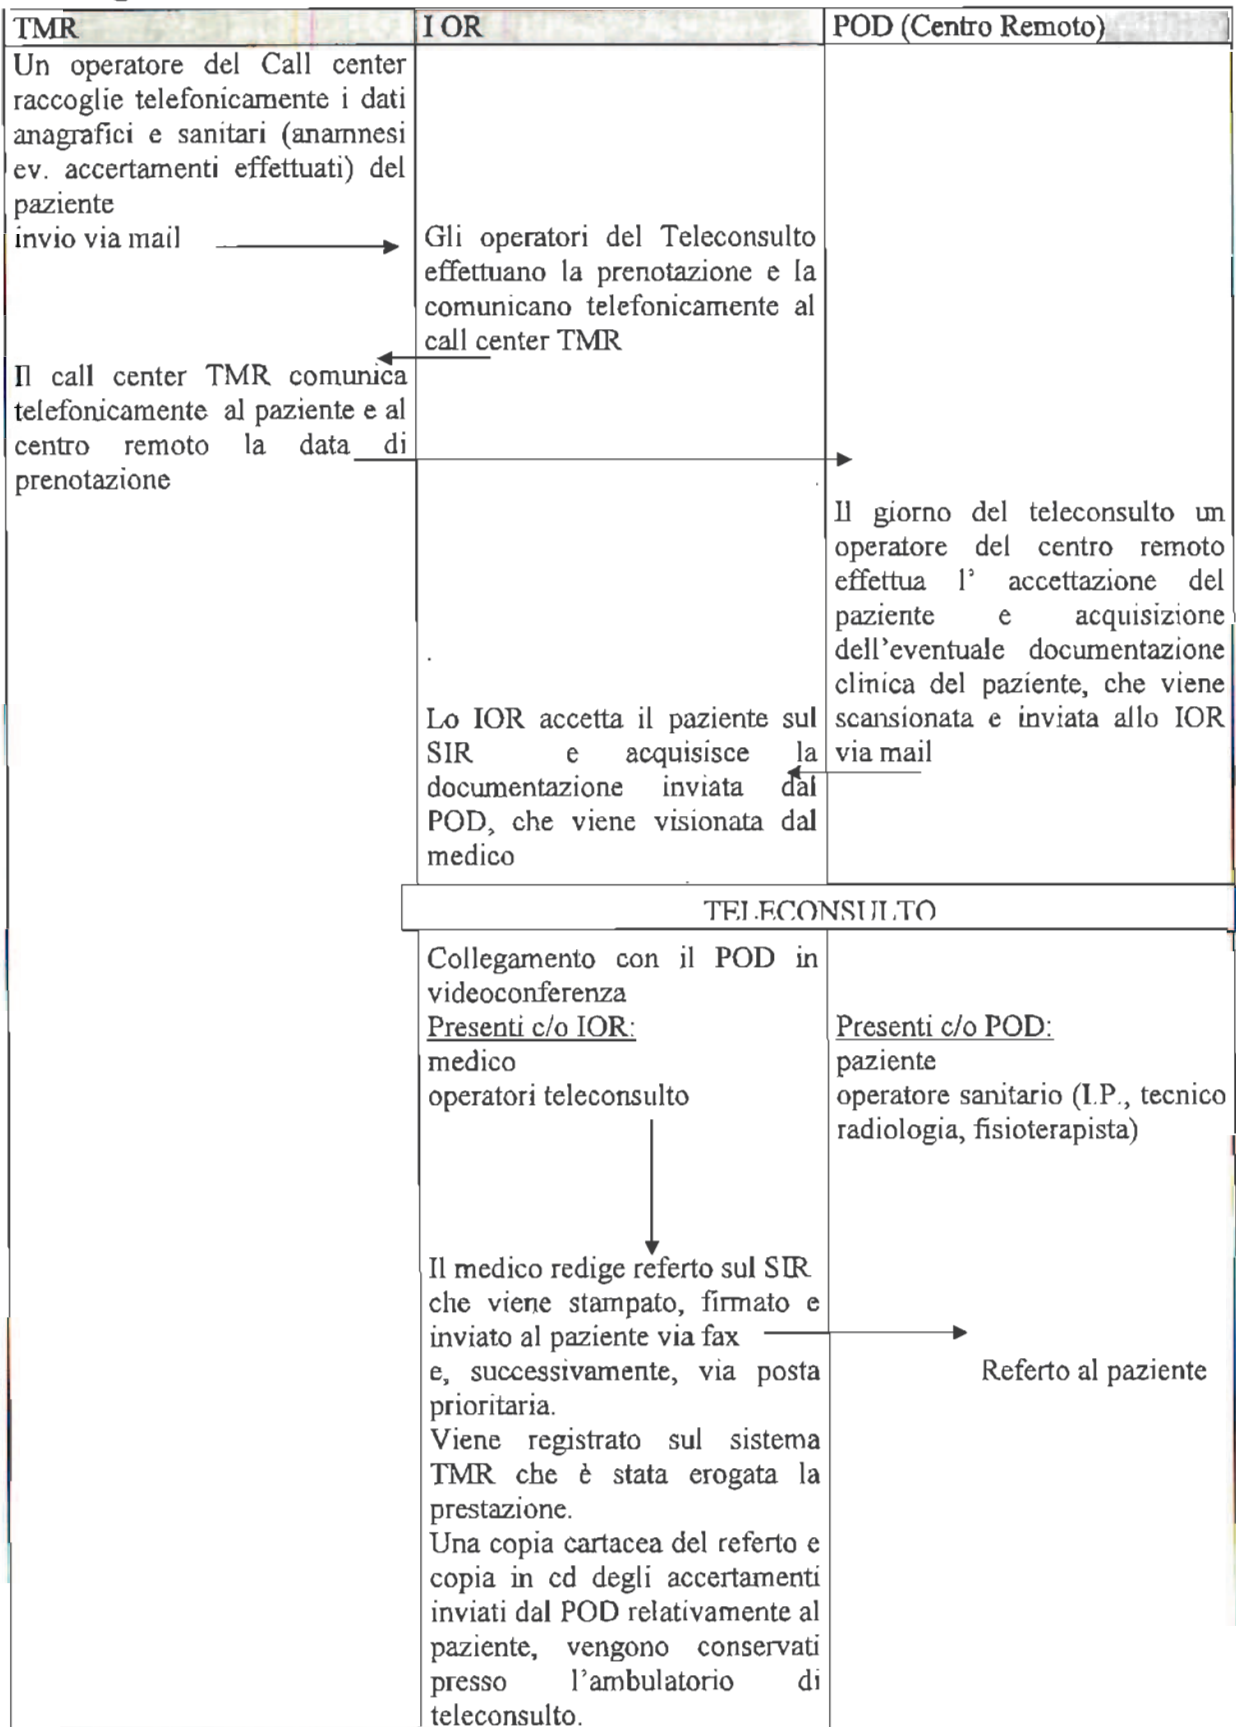 TMR
I OR
POD (Centro Remoto)
Un operatore del Call center
raccoglie telefonicamente i dati
anagrafici e sanitari (anamnesi
ev. accertamenti effettuati) del
paziente
invio via mail
Gli operatori del Teleconsulto
effettuano la prenotazione e la
comunicano telefonicamente al
call center TMR
Il call center TMR comunica
telefonicamente al paziente e al
centro remoto la data di
prenotazione
Il giorno del teleconsulto un
operatore del centro remoto
effettua l' accettazione del
paziente e acquisizione
dell'eventuale documentazione
clinica del paziente, che viene
scansionata e inviata allo IOR
via mail
Lo IOR accetta il paziente sul
SIR e acquisisce la
documentazione inviata dal
POD, che viene visionata dal
medico
TELECONSULTO
Collegamento con il POD in
videoconferenza
Presenti c/o IOR:
medico
operatori teleconsulto
Presenti c/o POD:
paziente
operatore sanitario (I.P., tecnico
radiologia, fisioterapista)
Il medico redige referto sul SIR
che viene stampato, firmato e
inviato al paziente via fax
e, successivamente, via posta
prioritaria.
Referto al paziente
Viene registrato sul sistema
TMR che è stata erogata la
prestazione.
Una copia cartacea del referto e
copia in cd degli accertamenti
inviati dal POD relativamente al
paziente, vengono conservati
presso l'ambulatorio di
teleconsulto.